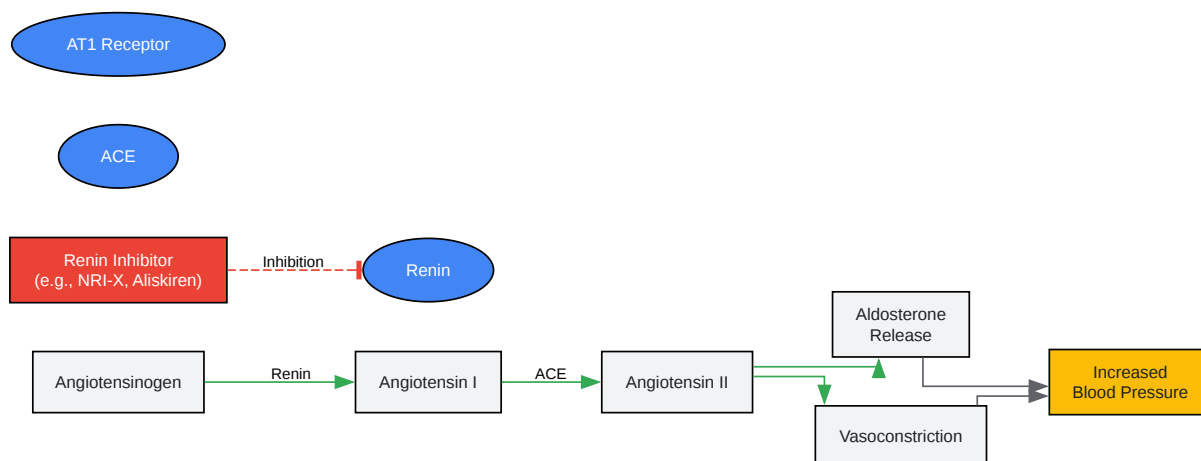 AT1 Receptor
ACE
Renin Inhibitor
(e.g., NRI-X, Aliskiren)
Inhibition
Renin
Angiotensinogen
Renin
Angiotensin I
ACE
Angiotensin II
Aldosterone
Release
Vasoconstriction
Increased
Blood Pressure